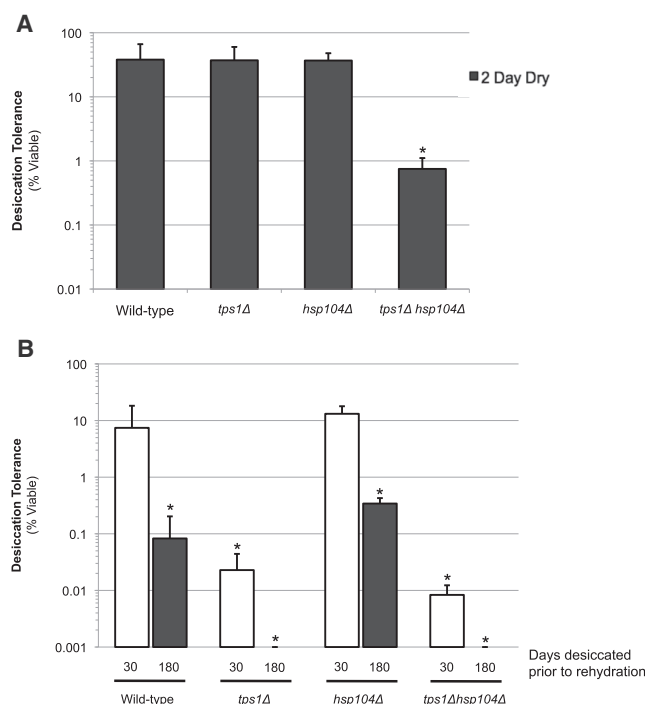 A
Desiccation Tolerance
(% Viable)
100
10
1
0.1
0.01
*
2 Day Dry
Wild-type
tps1Δ
hsp104Δ
tps1Δ hsp104Δ
B
Desiccation Tolerance
(% Viable)
100
10
1
0.1
0.01
0.001
* * * * * *
30 180 30 180 30 180 30 180
Days desiccated
prior to rehydration
Wild-type
tps1Δ
hsp104Δ
tps1Δhsp104Δ